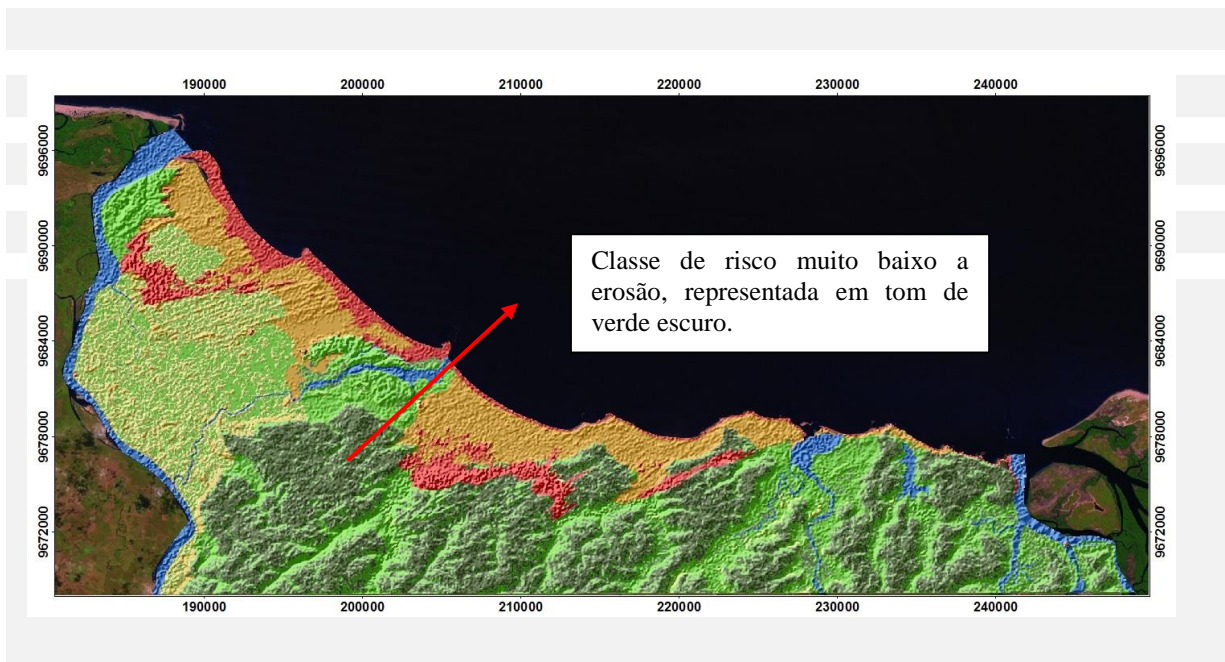 190000 200000 210000 220000 230000 240000
9696000 9696000
9690000 9690000
Classe de risco muito baixo a
erosão, representada em tom de
verde escuro.
9684000 9684000
9678000 9678000
9672000 9672000
190000 200000 210000 220000 230000 240000